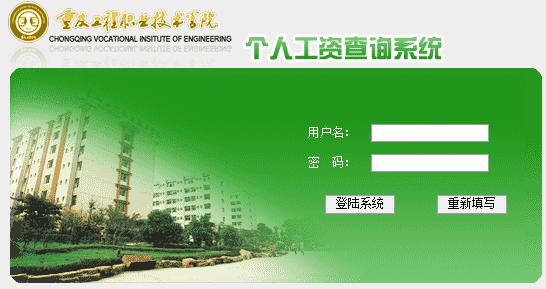 重庆工程职业技术学院
CHONGQING VOCATIONAL INSITUTE OF ENGINEERING
个人工资查询系统
用户名:
密 码:
登陆系统 重新填写